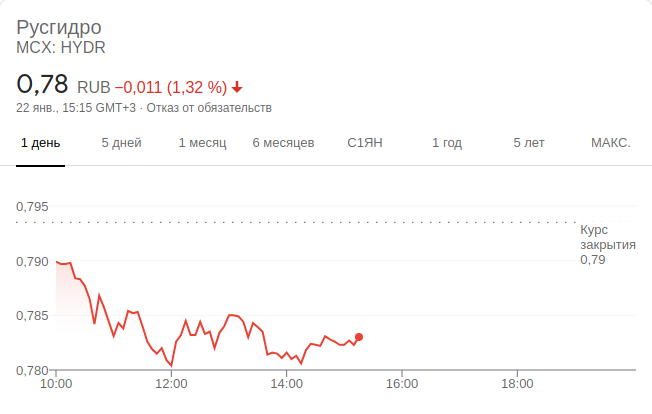 Русгидро
MCX: HYDR
0,78 RUB −0,011 (1,32 %)
22 янв., 15:15 GMT+3 · Отказ от обязательств
1 день 5 дней 1 месяц 6 месяцев С1ЯН 1 год 5 лет МАКС.
0,795
Курс
закрытия
0,79
0,790
0,785
0,780
10:00 12:00 14:00 16:00 18:00